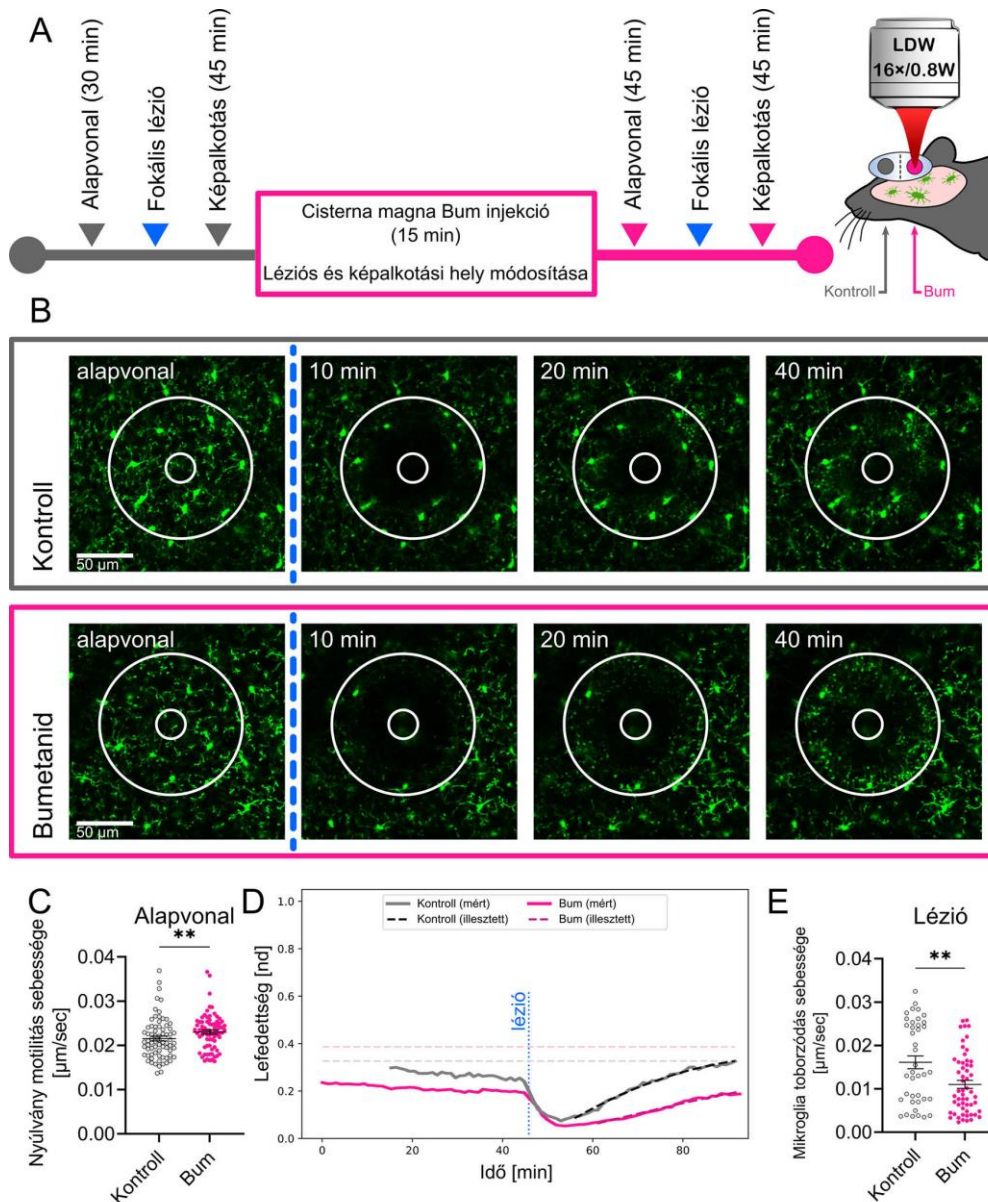 A
Alapvonal (30 min)
Fokális lézió
Képalkotás (45 min)
Cisterna magna Bum injekció
(15 min)
Léziós és képalkotási hely módosítása
Alapvonal (45 min)
Fokális lézió
Képalkotás (45 min)
LDW
16×/0.8W
Kontroll
Bum
B
Kontroll
alapvonal
10 min
20 min
40 min
50 µm
Bumetanid
alapvonal
10 min
20 min
40 min
50 µm
C
Alapvonal
**
Nyúlvány motilitás sebessége
[µm/sec]
0.04
0.03
0.02
0.01
0.00
Kontroll
Bum
D
Kontroll (mért)
Bum (mért)
Kontroll (illesztett)
Bum (illesztett)
lézió
Lefedettség [nd]
1.0
0.8
0.6
0.4
0.2
0.0
0
20
40
60
80
Idő [min]
E
Lézió
**
Mikroglia toborzódás sebessége
[µm/sec]
0.04
0.03
0.02
0.01
0.00
Kontroll
Bum